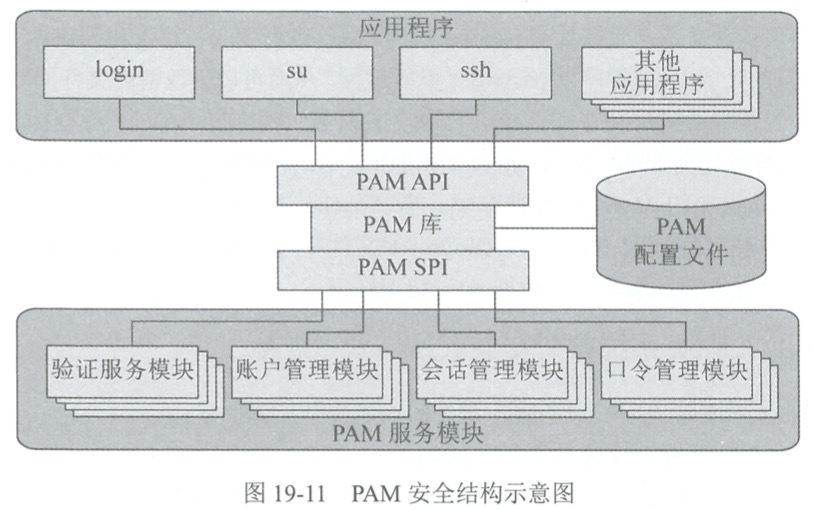 应用程序
login
su
ssh
其他
应用程序
PAM API
PAM 库
PAM SPI
PAM
配置文件
验证服务模块
账户管理模块
会话管理模块
口令管理模块
PAM 服务模块
图 19-11 PAM 安全结构示意图